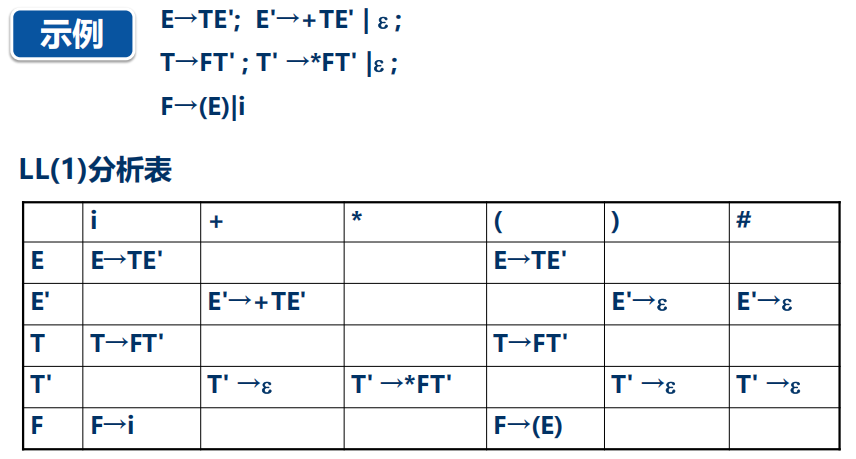 示例
E→TE'; E'→+TE' | ε ;
T→FT' ; T' →*FT' |ε ;
F→(E)|i
LL(1)分析表
i + * ( ) #
E E→TE' E→TE'
E' E'→+TE' E'→ε E'→ε
T T→FT' T→FT'
T' T' →ε T' →*FT' T' →ε T' →ε
F F→i F→(E)